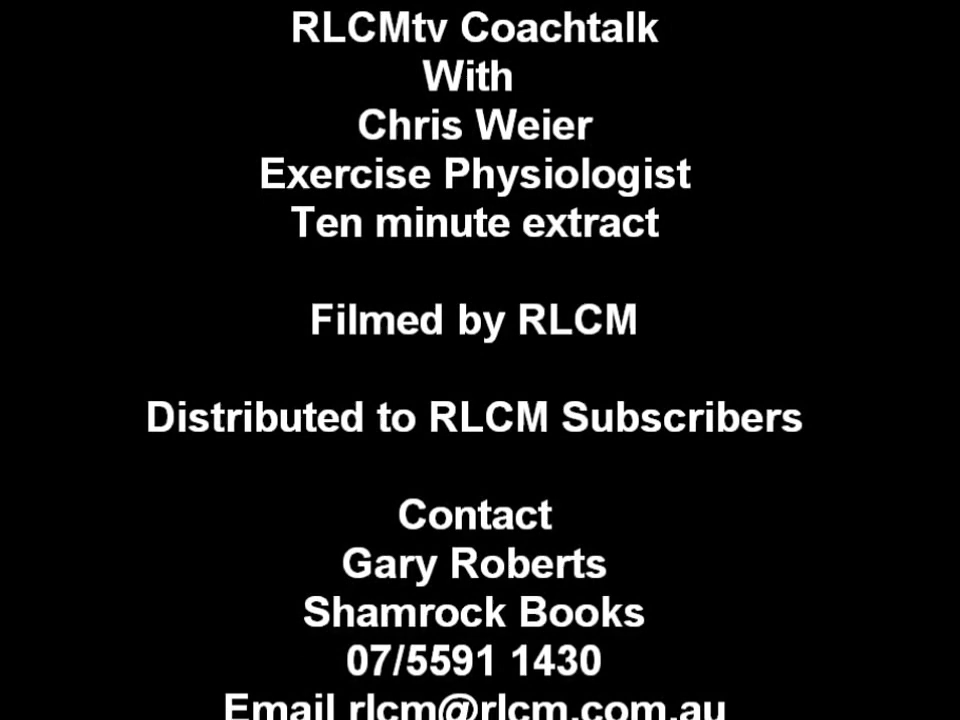 RLCMtv Coachtalk
With
Chris Weier
Exercise Physiologist
Ten minute extract
Filmed by RLCM
Distributed to RLCM Subscribers
Contact
Gary Roberts
Shamrock Books
07/5591 1430
Email rlcm@rlcm.com.au